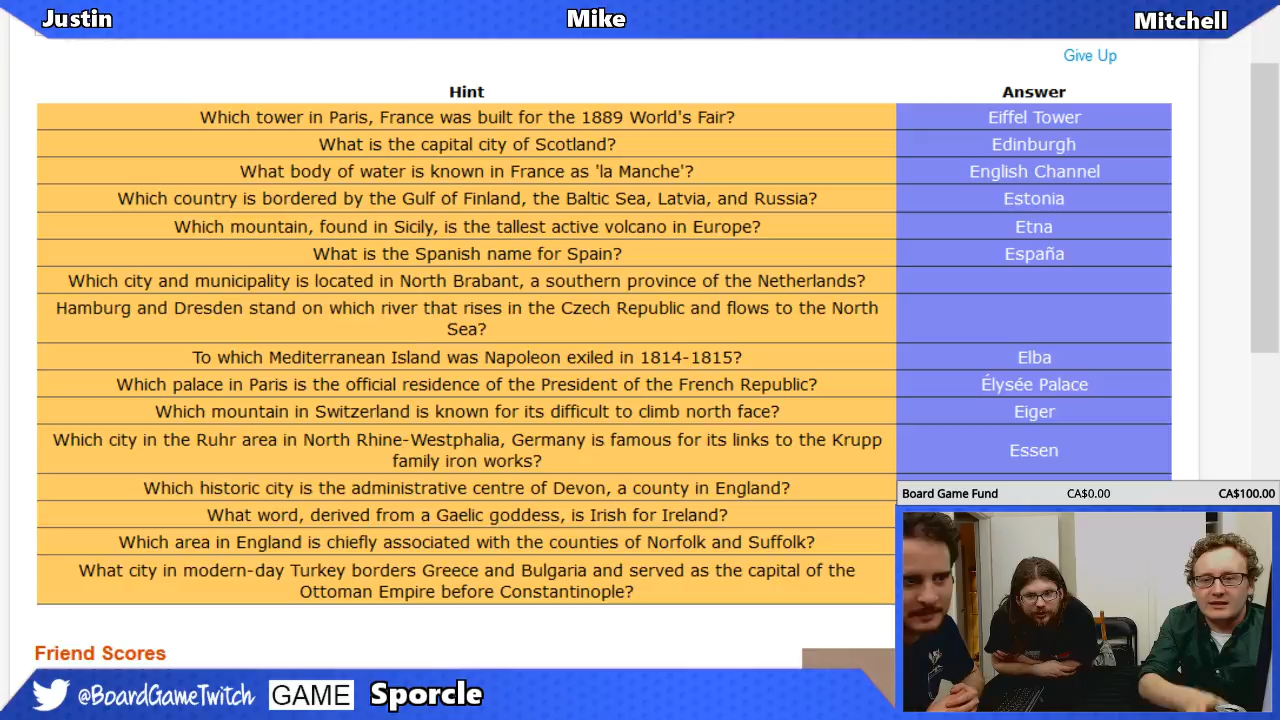 Justin
Mike
Mitchell
Give Up
Hint
Answer
Which tower in Paris, France was built for the 1889 World's Fair?
Eiffel Tower
What is the capital city of Scotland?
Edinburgh
What body of water is known in France as 'la Manche'?
English Channel
Which country is bordered by the Gulf of Finland, the Baltic Sea, Latvia, and Russia?
Estonia
Which mountain, found in Sicily, is the tallest active volcano in Europe?
Etna
What is the Spanish name for Spain?
España
Which city and municipality is located in North Brabant, a southern province of the Netherlands?
Hamburg and Dresden stand on which river that rises in the Czech Republic and flows to the North
Sea?
To which Mediterranean Island was Napoleon exiled in 1814-1815?
Elba
Which palace in Paris is the official residence of the President of the French Republic?
Élysée Palace
Which mountain in Switzerland is known for its difficult to climb north face?
Eiger
Which city in the Ruhr area in North Rhine-Westphalia, Germany is famous for its links to the Krupp
family iron works?
Essen
Which historic city is the administrative centre of Devon, a county in England?
What word, derived from a Gaelic goddess, is Irish for Ireland?
Which area in England is chiefly associated with the counties of Norfolk and Suffolk?
What city in modern-day Turkey borders Greece and Bulgaria and served as the capital of the
Ottoman Empire before Constantinople?
Board Game Fund
CA$0.00
CA$100.00
Friend Scores
@BoardGameTwitch
GAME
Sporcle